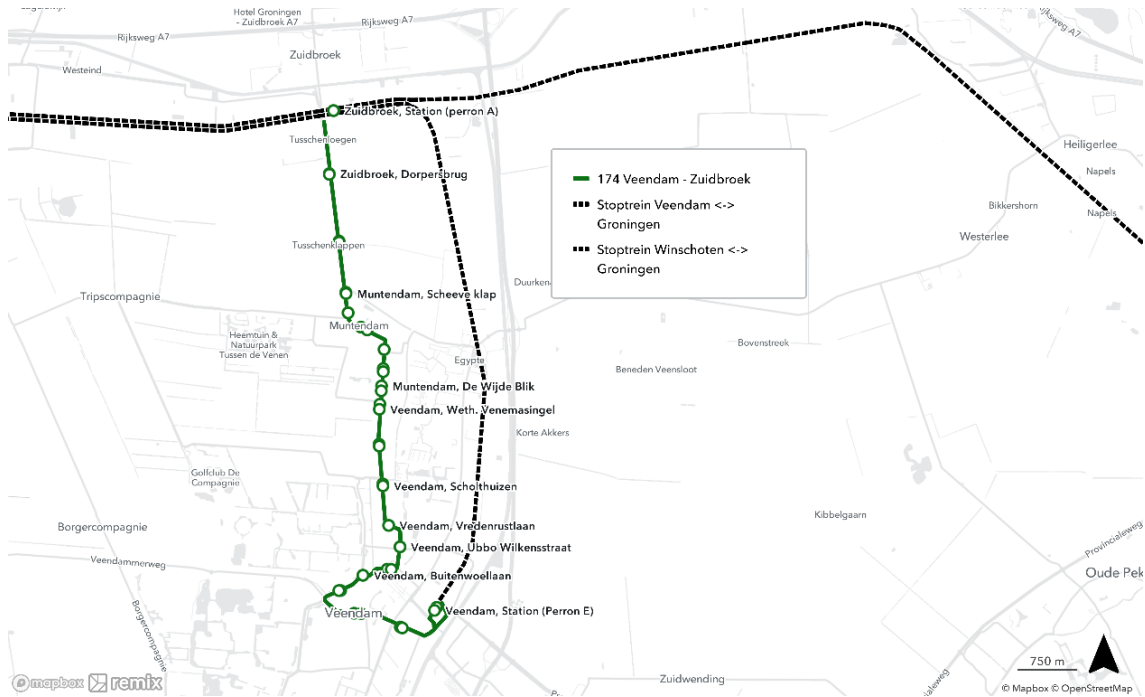 Hotel Groningen
- Zuidbroek A7
Rijksweg A7
Rijksweg A7
Zuidbroek
Westeind
Rijksweg A7
Zuidbroek, Station (perron A)
Tusschenloegen
Heiligerlee
Zuidbroek, Dorpersbrug
Napels
174 Veendam - Zuidbroek
Stoptrein Veendam <->
Groningen
Stoptrein Winschoten <->
Groningen
Bikkershorn
Napels
Westerlee
Tusschenklappen
Duurkena
Tripscompagnie
Muntendam, Scheeve klap
Muntendam
Heemtuin &
Natuurpark
Tussen de Venen
Egypte
Bovenstreek
Beneden Veensloot
Muntendam, De Wijde Blik
Veendam, Weth. Venemasingel
Korte Akkers
Golfclub De
Compagnie
Veendam, Scholthuizen
Kibbelgaarn
Borgercompagnie
Veendam, Vredenrustlaan
Veendam, Ubbo Wilkensstraat
Provincialeweg
Veendammerweg
Veendam, Buitenwoellaan
Oude Pek
Borgercompagnie
Veendam
Veendam, Station (Perron E)
750 m
Zuidwending
mapbox remix
© Mapbox © OpenStreetMap